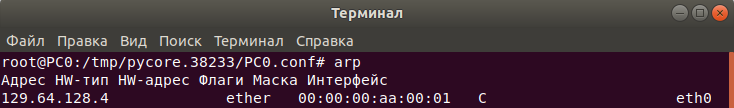 Терминал
Файл Правка Вид Поиск Терминал Справка
root@PC0:/tmp/pycore.38233/PC0.conf# arp
Адрес HW-тип HW-адрес Флаги Маска Интерфейс
129.64.128.4 ether 00:00:00:aa:00:01 C eth0